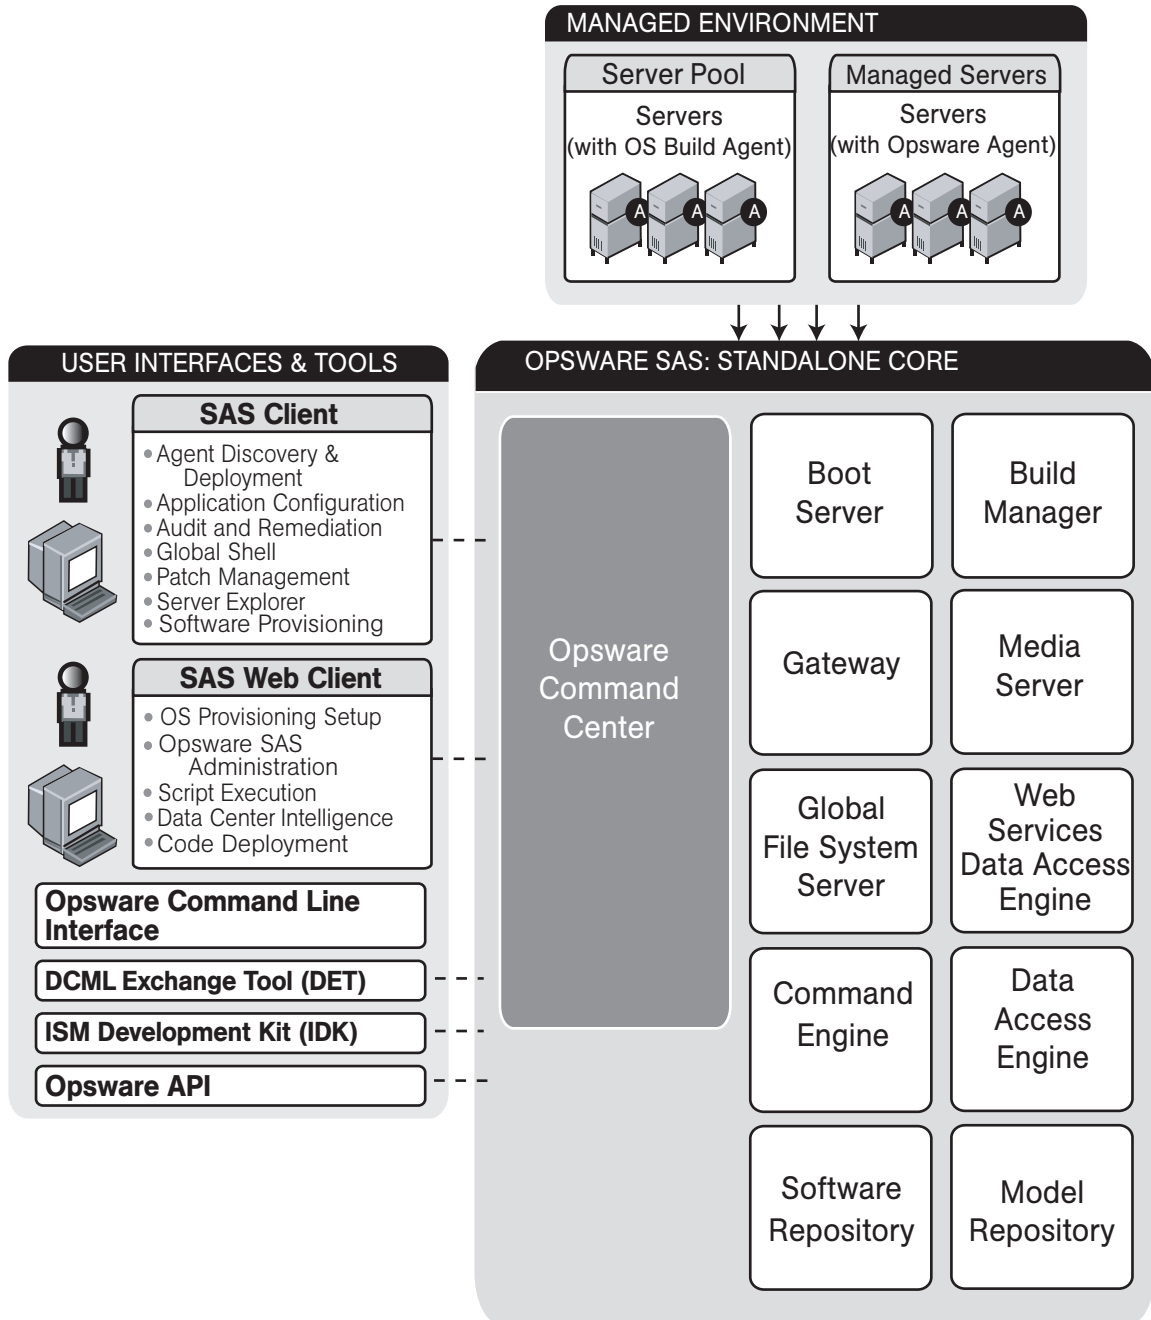 MANAGED ENVIRONMENT
Server Pool
Servers
(with OS Build Agent)
A
A
A
Managed Servers
Servers
(with Opsware Agent)
A
A
A
USER INTERFACES & TOOLS
SAS Client
Agent Discovery &
Deployment
Application Configuration
Audit and Remediation
Global Shell
Patch Management
Server Explorer
Software Provisioning
SAS Web Client
OS Provisioning Setup
Opsware SAS
Administration
Script Execution
Data Center Intelligence
Code Deployment
Opsware Command Line
Interface
DCML Exchange Tool (DET)
ISM Development Kit (IDK)
Opsware API
OPSWARE SAS: STANDALONE CORE
Opsware
Command
Center
Boot
Server
Build
Manager
Gateway
Media
Server
Global
File System
Server
Web
Services
Data Access
Engine
Command
Engine
Data
Access
Engine
Software
Repository
Model
Repository